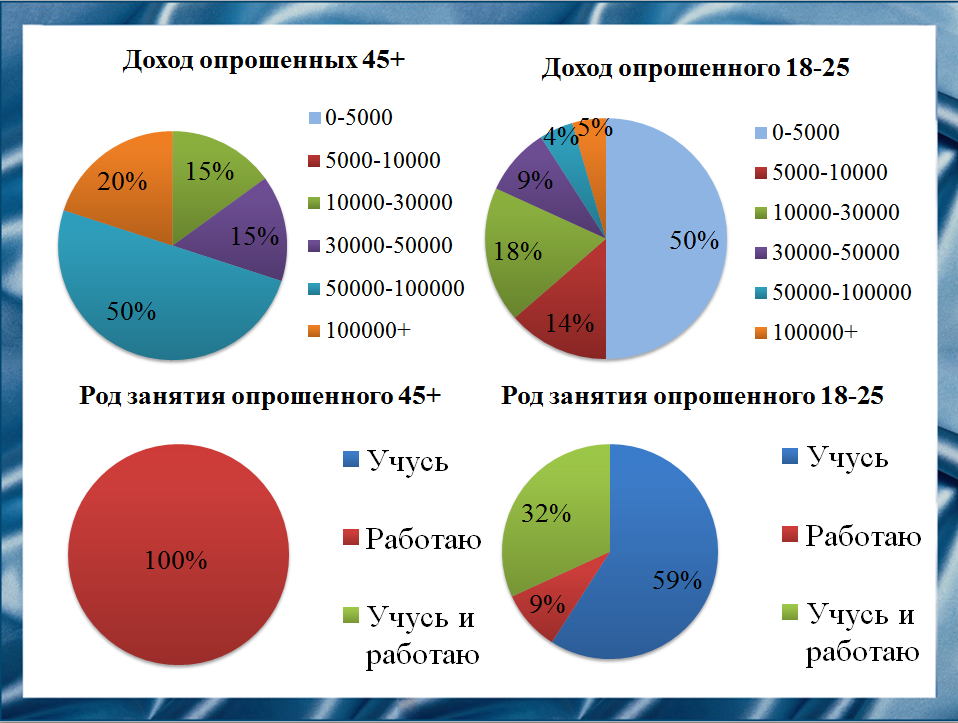 Доход опрошенных 45+
20%
15%
15%
50%
0-5000
5000-10000
10000-30000
30000-50000
50000-100000
100000+
Доход опрошенного 18-25
4%
5%
9%
18%
14%
50%
0-5000
5000-10000
10000-30000
30000-50000
50000-100000
100000+
Род занятия опрошенного 45+
100%
Учусь
Работаю
Учусь и
работаю
Род занятия опрошенного 18-25
32%
9%
59%
Учусь
Работаю
Учусь и
работаю